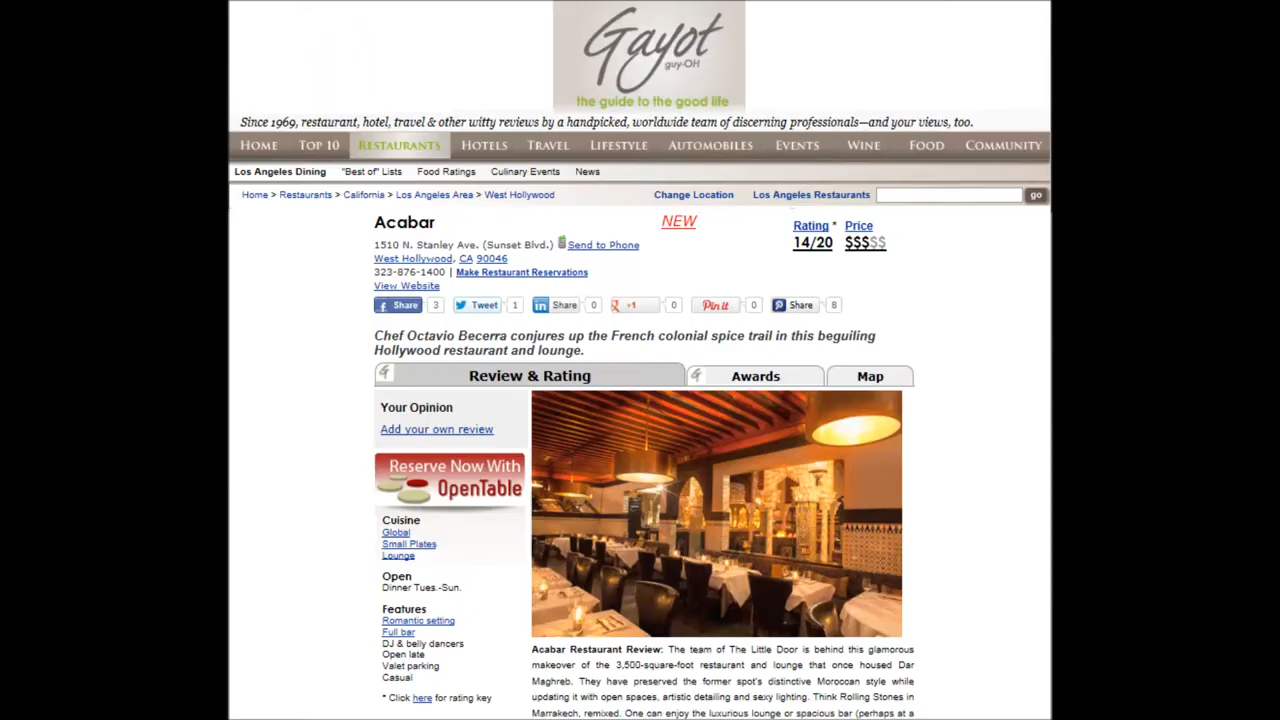 Gayot
guy-OH
the guide to the good life
Since 1969, restaurant, hotel, travel & other witty reviews by a handpicked, worldwide team of discerning professionals—and your views, too.
HOME TOP 10 RESTAURANTS HOTELS TRAVEL LIFESTYLE AUTOMOBILES EVENTS WINE FOOD COMMUNITY
Los Angeles Dining "Best of" Lists Food Ratings Culinary Events News
Home > Restaurants > California > Los Angeles Area > West Hollywood Change Location Los Angeles Restaurants go
Acabar NEW Rating * Price
14/20 $$$$$
1510 N. Stanley Ave. (Sunset Blvd.) Send to Phone
West Hollywood, CA 90046
323-876-1400 | Make Restaurant Reservations
View Website
Share 3 Tweet 1 in Share 0 +1 0 Pin it 0 Share 8
Chef Octavio Becerra conjures up the French colonial spice trail in this beguiling
Hollywood restaurant and lounge.
Review & Rating Awards Map
Your Opinion
Add your own review
Reserve Now With
OpenTable
Cuisine
Global
Small Plates
Lounge
Open
Dinner Tues.-Sun.
Features
Romantic setting
Full bar
DJ & belly dancers
Open late
Valet parking
Casual
* Click here for rating key
Acabar Restaurant Review: The team of The Little Door is behind this glamorous
makeover of the 3,500-square-foot restaurant and lounge that once housed Dar
Maghreb. They have preserved the former spot's distinctive Moroccan style while
updating it with open spaces, artistic detailing and sexy lighting. Think Rolling Stones in
Marrakech, remixed. One can enjoy the luxurious lounge or spacious bar (perhaps at a